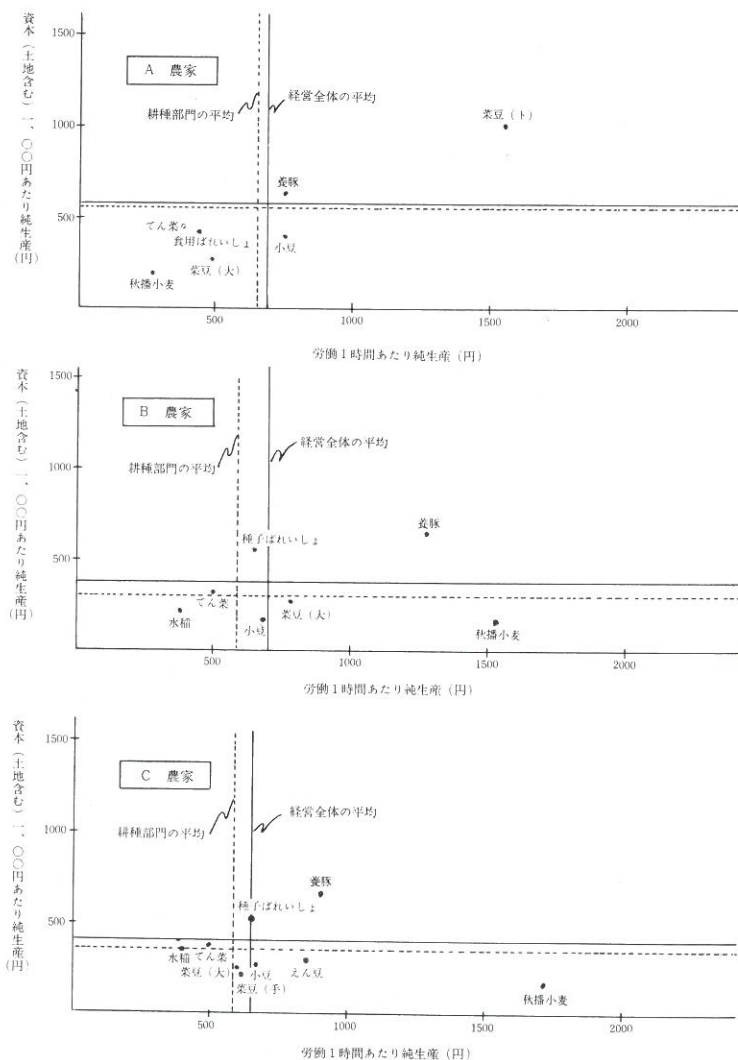 資本（土地含む）一、〇〇〇円あたり純生産(円)
1500
1000
500
A 農家
耕種部門の平均
経営全体の平均
菜豆（ト）
養豚
てん菜
食用ばれいしょ
小豆
菜豆（大）
秋播小麦
500
1000
1500
2000
労働1時間あたり純生産（円）
資本（土地含む）一、〇〇円あたり純生産(円)
1500
1000
500
B 農家
耕種部門の平均
経営全体の平均
養豚
種子ばれいしょ
てん菜
水稲
小豆
菜豆（大）
秋播小麦
500
1000
1500
2000
労働1時間あたり純生産（円）
資本（土地含む）一、〇〇円あたり純生産(円)
1500
1000
500
C 農家
耕種部門の平均
経営全体の平均
養豚
種子ばれいしょ
水稲
てん菜
菜豆（大）
小豆
えん豆
菜豆（手）
秋播小麦
500
1000
1500
2000
労働1時間あたり純生産（円）